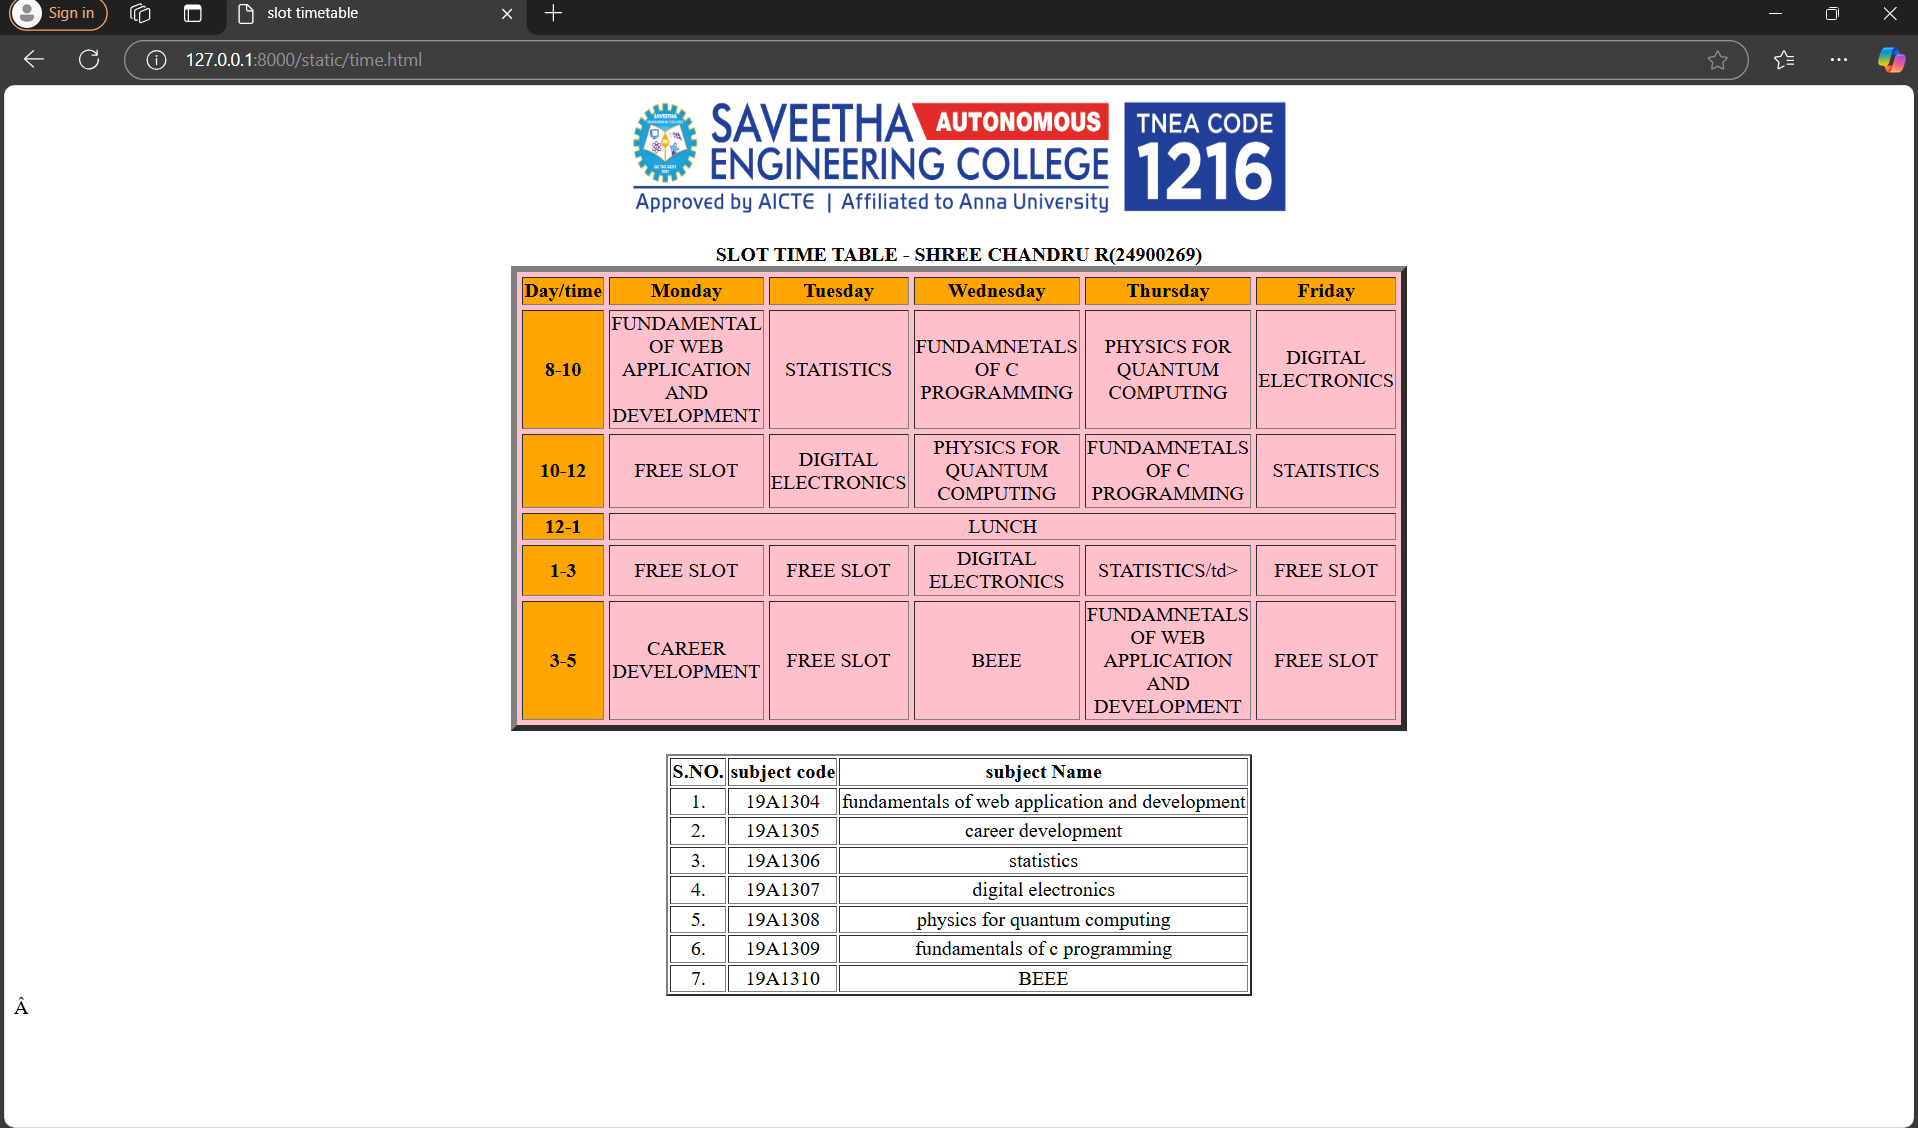 Sign in
slot timetable
127.0.0.1:8000/static/time.html
SAVEETHA AUTONOMOUS
ENGINEERING COLLEGE
Approved by AICTE | Affiliated to Anna University
TNEA CODE
1216
SLOT TIME TABLE - SHREE CHANDRU R(24900269)
Day/time Monday Tuesday Wednesday Thursday Friday
8-10
FUNDAMENTAL
OF WEB
APPLICATION
AND
DEVELOPMENT
STATISTICS
FUNDAMNETALS
OF C
PROGRAMMING
PHYSICS FOR
QUANTUM
COMPUTING
DIGITAL
ELECTRONICS
10-12
FREE SLOT
DIGITAL
ELECTRONICS
PHYSICS FOR
QUANTUM
COMPUTING
FUNDAMNETALS
OF C
PROGRAMMING
STATISTICS
12-1 LUNCH
1-3
FREE SLOT
FREE SLOT
DIGITAL
ELECTRONICS
STATISTICS/td>
FREE SLOT
3-5
CAREER
DEVELOPMENT
FREE SLOT
BEEE
FUNDAMNETALS
OF WEB
APPLICATION
AND
DEVELOPMENT
FREE SLOT
S.NO. subject code subject Name
1. 19A1304 fundamentals of web application and development
2. 19A1305 career development
3. 19A1306 statistics
4. 19A1307 digital electronics
5. 19A1308 physics for quantum computing
6. 19A1309 fundamentals of c programming
7. 19A1310 BEEE
Â